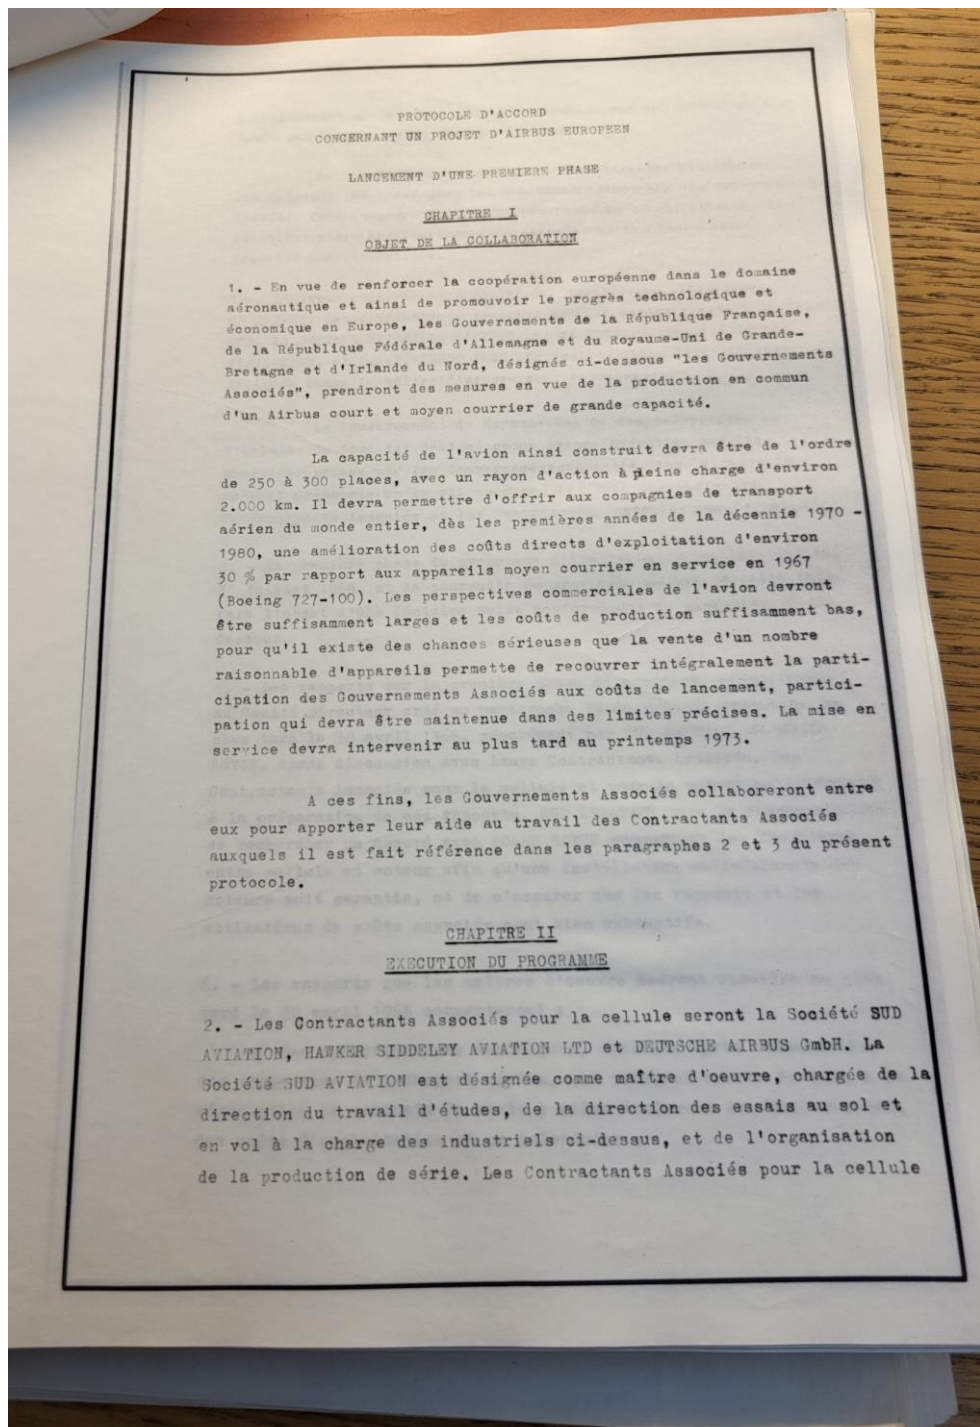 PROTOCOLE D'ACCORD
CONCERNANT UN PROJET D'AIRBUS EUROPEEN
LANCEMENT D'UNE PREMIERE PHASE
CHAPITRE I
OBJET DE LA COLLABORATION
1. - En vue de renforcer la coopération européenne dans le domaine
aéronautique et ainsi de promouvoir le progrès technologique et
économique en Europe, les Gouvernements de la République Française,
de la République Fédérale d'Allemagne et du Royaume-Uni de Grande-
Bretagne et d'Irlande du Nord, désignés ci-dessous "les Gouvernements
Associés", prendront des mesures en vue de la production en commun
d'un Airbus court et moyen courrier de grande capacité.
La capacité de l'avion ainsi construit devra être de l'ordre
de 250 à 300 places, avec un rayon d'action à pleine charge d'environ
2.000 km. Il devra permettre d'offrir aux compagnies de transport
aérien du monde entier, dès les premières années de la décennie 1970 -
1980, une amélioration des coûts directs d'exploitation d'environ
30 % par rapport aux appareils moyen courrier en service en 1967
(Boeing 727-100). Les perspectives commerciales de l'avion devront
être suffisamment larges et les coûts de production suffisamment bas,
pour qu'il existe des chances sérieuses que la vente d'un nombre
raisonnable d'appareils permette de recouvrer intégralement la parti-
cipation des Gouvernements Associés aux coûts de lancement, partici-
pation qui devra être maintenue dans des limites précises. La mise en
service devra intervenir au plus tard au printemps 1973.
A ces fins, les Gouvernements Associés collaboreront entre
eux pour apporter leur aide au travail des Contractants Associés
auxquels il est fait référence dans les paragraphes 2 et 3 du présent
protocole.
CHAPITRE II
EXECUTION DU PROGRAMME
2. - Les Contractants Associés pour la cellule seront la Société SUD
AVIATION, HAWKER SIDDELEY AVIATION LTD et DEUTSCHE AIRBUS GmbH. La
Société SUD AVIATION est désignée comme maître d'oeuvre, chargée de la
direction du travail d'études, de la direction des essais au sol et
en vol à la charge des industriels ci-dessus, et de l'organisation
de la production de série. Les Contractants Associés pour la cellule